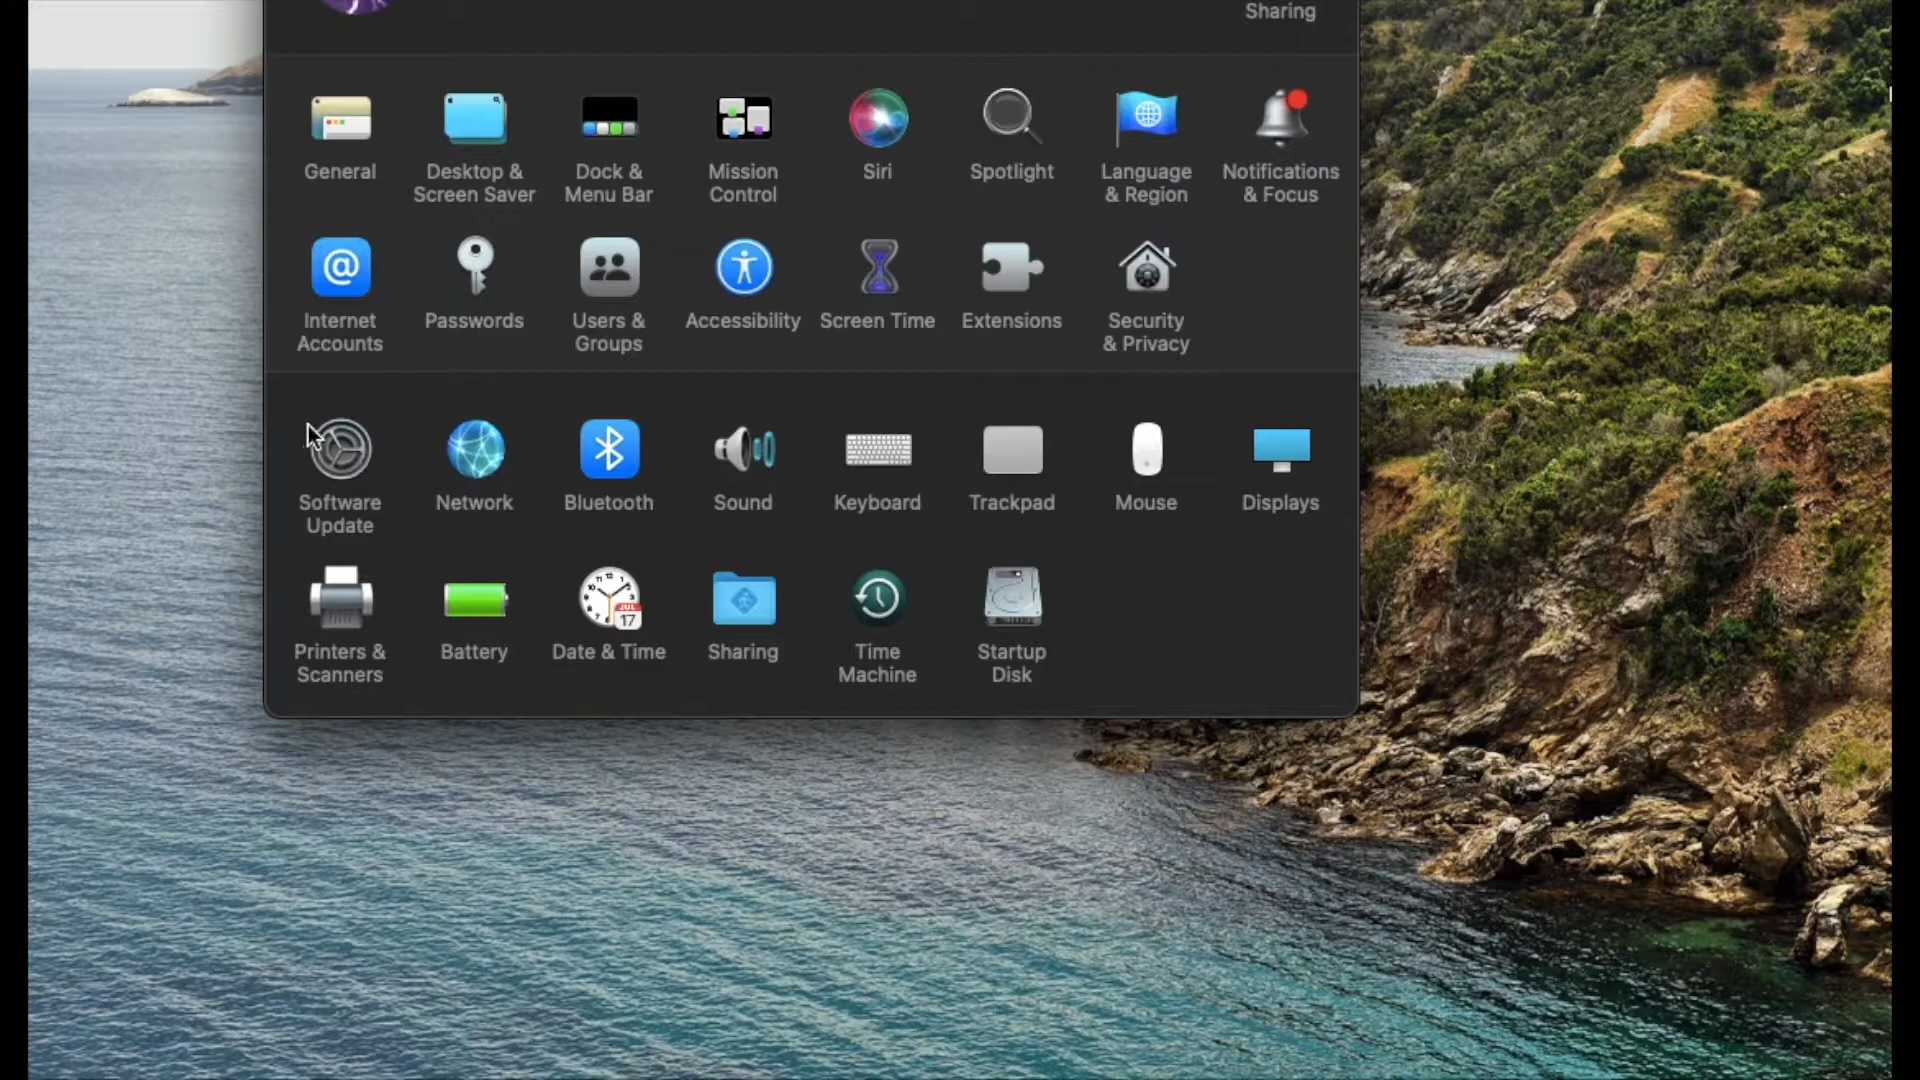 Sharing
General
Desktop &
Screen Saver
Dock &
Menu Bar
Mission
Control
Siri
Spotlight
Language
& Region
Notifications
& Focus
Internet
Accounts
Passwords
Users &
Groups
Accessibility
Screen Time
Extensions
Security
& Privacy
Software
Update
Network
Bluetooth
Sound
Keyboard
Trackpad
Mouse
Displays
JUL
17
Printers &
Scanners
Battery
Date & Time
Sharing
Time
Machine
Startup
Disk